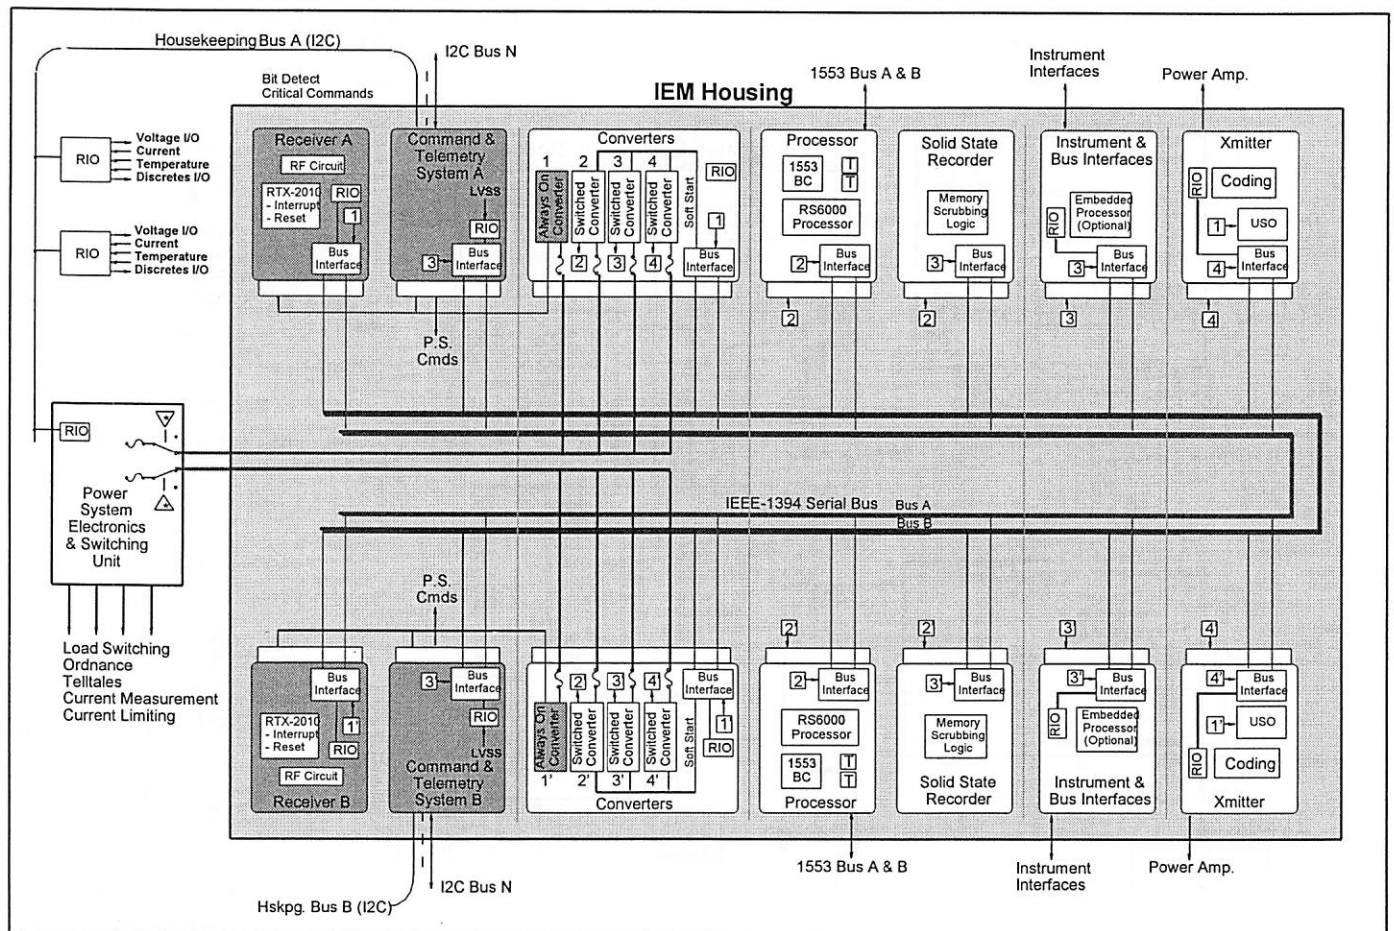 Housekeeping Bus A (I2C)
I2C Bus N
Bit Detect
Critical Commands
1553 Bus A & B
Instrument
Interfaces
Power Amp.
IEM Housing
RIO
Voltage I/O
Current
Temperature
Discretes I/O
RIO
Voltage I/O
Current
Temperature
Discretes I/O
Receiver A
RF Circuit
RTX-2010
- Interrupt
- Reset
RIO
1
Bus
Interface
Command &
Telemetry
System A
LVSS
RIO
3
Bus
Interface
Converters
1 2 3 4
Always On
Converter
Switched
Converter
Switched
Converter
Switched
Converter
Soft Start
RIO
1
2 3 4
Bus
Interface
Processor
1553
BC
T
T
RS6000
Processor
2
Bus
Interface
Solid State
Recorder
Memory
Scrubbing
Logic
3
Bus
Interface
Instrument &
Bus Interfaces
RIO
Embedded
Processor
(Optional)
3
Bus
Interface
Xmitter
RIO
Coding
1
USO
4
Bus
Interface
2
2
3
4
P.S.
Cmds
RIO
Power
System
Electronics
& Switching
Unit
IEEE-1394 Serial Bus
Bus A
Bus B
Load Switching
Ordnance
Telltales
Current Measurement
Current Limiting
P.S.
Cmds
2'
2'
3'
4'
Bus
Interface
RTX-2010
- Interrupt
- Reset
1'
RIO
RF Circuit
Receiver B
3'
Bus
Interface
RIO
LVSS
Command &
Telemetry
System B
2' 3' 4'
Bus
Interface
Always On
Converter
Switched
Converter
Switched
Converter
Switched
Converter
Soft Start
1'
RIO
1' 2' 3' 4'
Converters
2'
Bus
Interface
RS6000
Processor
1553
BC
T
T
Processor
3'
Bus
Interface
Memory
Scrubbing
Logic
Solid State
Recorder
3'
Bus
Interface
RIO
Embedded
Processor
(Optional)
Instrument &
Bus Interfaces
4'
Bus
Interface
1'
USO
RIO
Coding
Xmitter
1553 Bus A & B
Instrument
Interfaces
Power Amp.
I2C Bus N
Hskpg. Bus B (I2C)